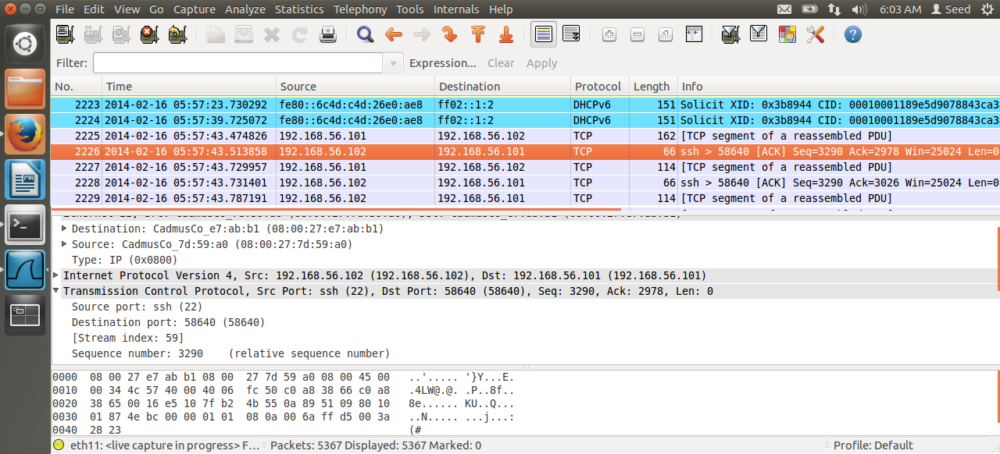 File Edit View Go Capture Analyze Statistics Telephony Tools Internals Help 6:03 AM Seed
Filter: Expression... Clear Apply
No. Time Source Destination Protocol Length Info
2223 2014-02-16 05:57:23.730292 fe80::6c4d:c4d:26e0:ae8 ff02::1:2 DHCPv6 151 Solicit XID: 0x3b8944 CID: 00010001189e5d9078843ca3
2224 2014-02-16 05:57:39.725072 fe80::6c4d:c4d:26e0:ae8 ff02::1:2 DHCPv6 151 Solicit XID: 0x3b8944 CID: 00010001189e5d9078843ca3
2225 2014-02-16 05:57:43.474826 192.168.56.101 192.168.56.102 TCP 162 [TCP segment of a reassembled PDU]
2226 2014-02-16 05:57:43.513858 192.168.56.102 192.168.56.101 TCP 66 ssh > 58640 [ACK] Seq=3290 Ack=2978 Win=25024 Len=0
2227 2014-02-16 05:57:43.729957 192.168.56.101 192.168.56.102 TCP 114 [TCP segment of a reassembled PDU]
2228 2014-02-16 05:57:43.731401 192.168.56.102 192.168.56.101 TCP 66 ssh > 58640 [ACK] Seq=3290 Ack=3026 Win=25024 Len=0
2229 2014-02-16 05:57:43.787191 192.168.56.102 192.168.56.101 TCP 114 [TCP segment of a reassembled PDU]
Destination: CadmusCo_e7:ab:b1 (08:00:27:e7:ab:b1)
Source: CadmusCo_7d:59:a0 (08:00:27:7d:59:a0)
Type: IP (0x0800)
Internet Protocol Version 4, Src: 192.168.56.102 (192.168.56.102), Dst: 192.168.56.101 (192.168.56.101)
Transmission Control Protocol, Src Port: ssh (22), Dst Port: 58640 (58640), Seq: 3290, Ack: 2978, Len: 0
Source port: ssh (22)
Destination port: 58640 (58640)
[Stream index: 59]
Sequence number: 3290 (relative sequence number)
0000 08 00 27 e7 ab b1 08 00 27 7d 59 a0 08 00 45 00 ..'..... '}Y...E.
0010 00 34 4c 57 40 00 40 06 fc 50 c0 a8 38 66 c0 a8 .4LW@.@. .P..8f..
0020 38 65 00 16 e5 10 7f b2 4b 55 0a 89 51 09 80 10 8e...... KU..Q...
0030 01 87 4e bc 00 00 01 01 08 0a 00 6a ff d5 00 3a ..N..... ...j...:
0040 28 23 (#
eth11: <live capture in progress> F... Packets: 5367 Displayed: 5367 Marked: 0 Profile: Default